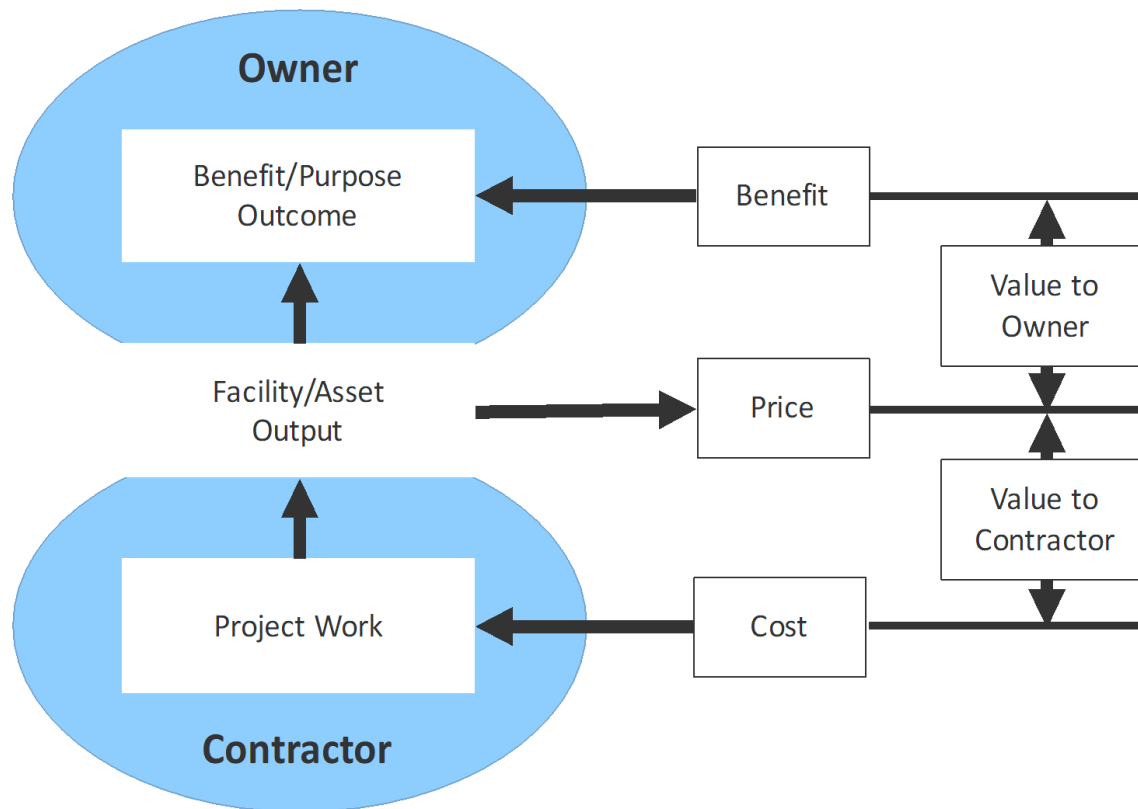 Owner
Benefit/Purpose
Outcome
Benefit
Value to
Owner
Facility/Asset
Output
Price
Value to
Contractor
Project Work
Cost
Contractor